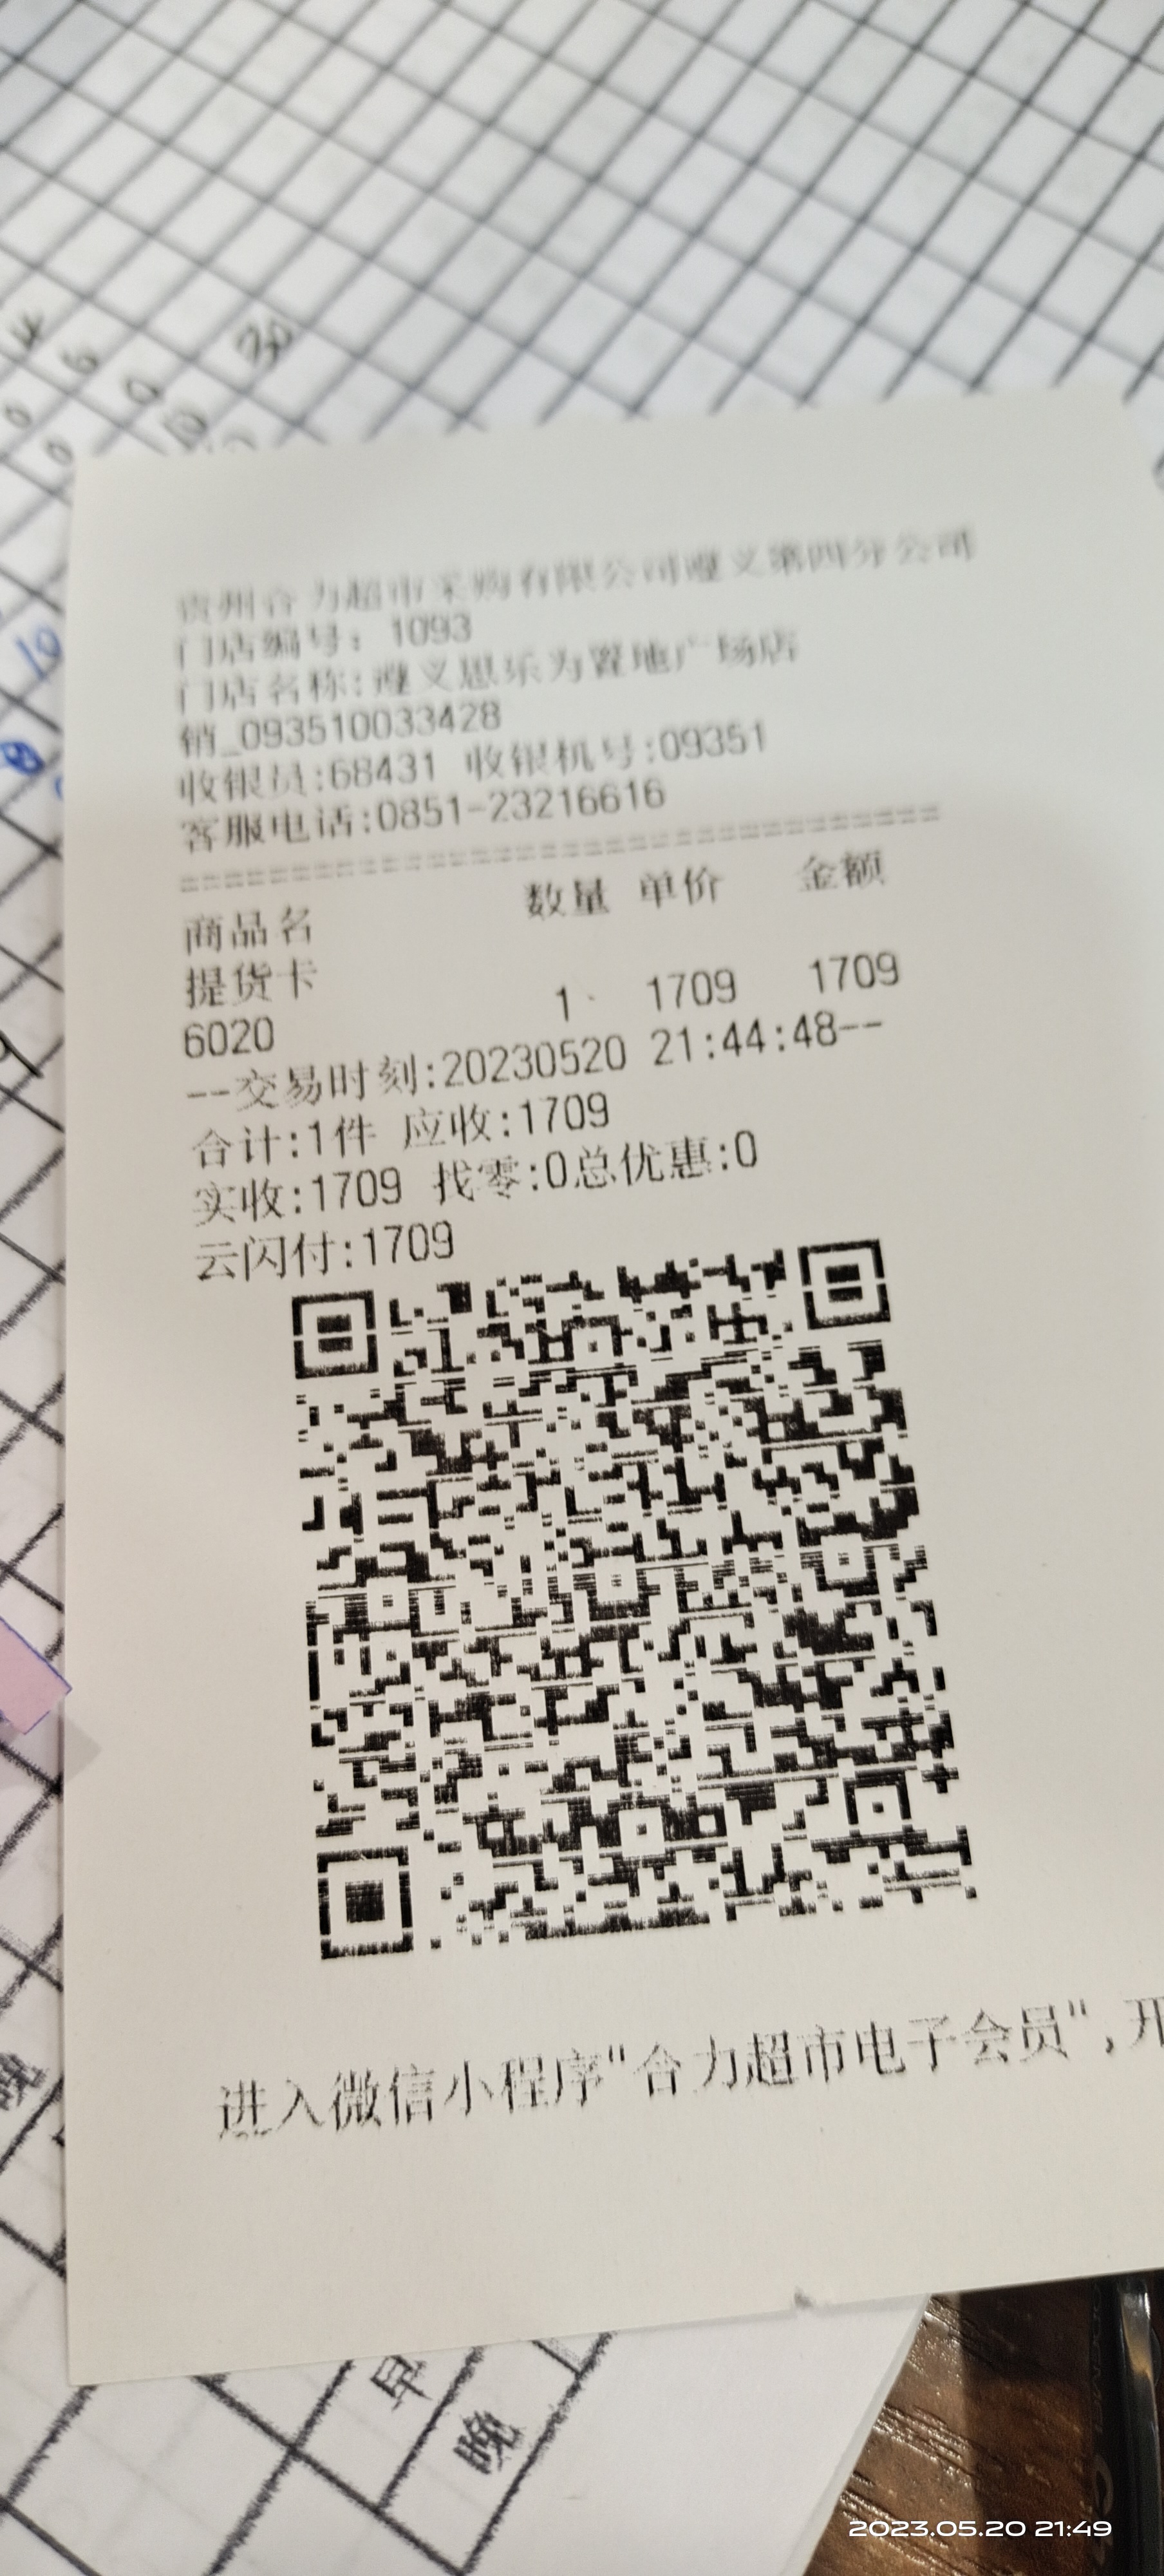 38
10
贵州合力超市采购有限公司遵义第四分公司
门店编号: 1093
门店名称:遵义思乐为置地广场店
销_093510033428
收银员:68431 收银机号:09351
客服电话:0851-23216616
==================================
商品名 数量 单价 金额
提货卡
6020 1 1709 1709
--交易时刻:20230520 21:44:48--
合计:1件 应收:1709
实收:1709 找零:0总优惠:0
云闪付:1709
进入微信小程序"合力超市电子会员",开
晚
早
晚
2023.05.20 21:49